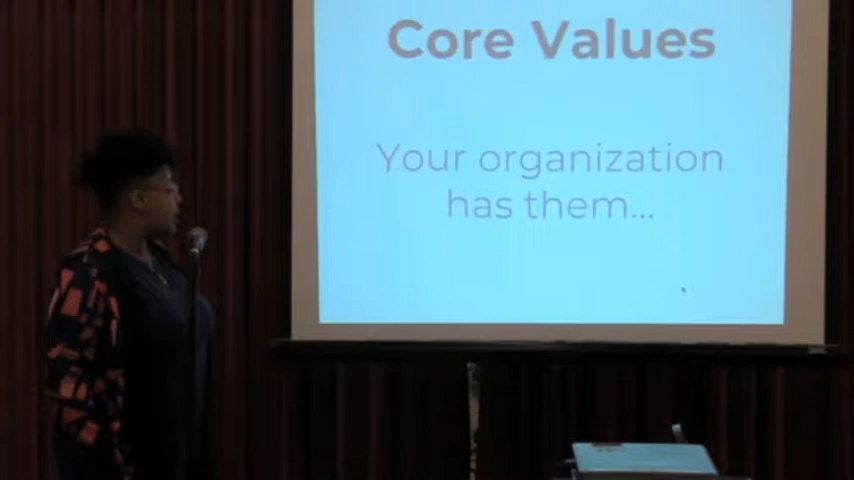 Core Values
Your organization
has them...